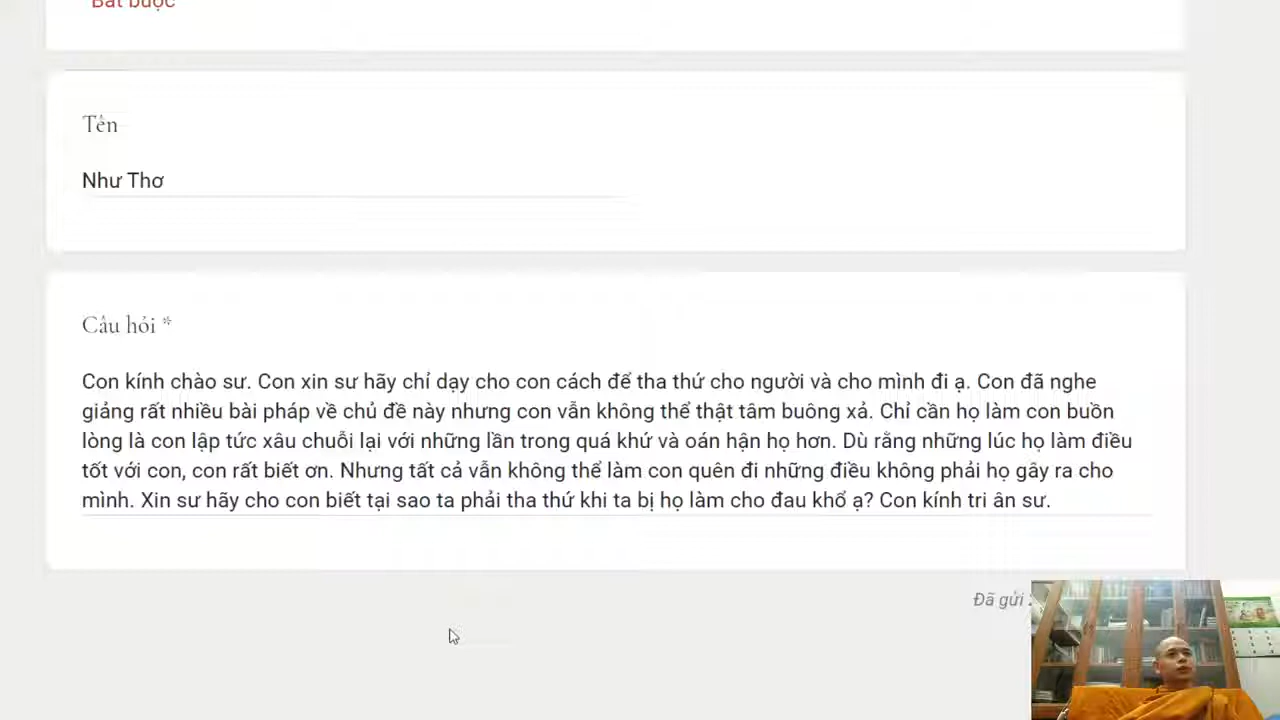 Bắt buộc
Tên
Như Thơ
Câu hỏi *
Con kính chào sư. Con xin sư hãy chỉ dạy cho con cách để tha thứ cho người và cho mình đi ạ. Con đã nghe
giảng rất nhiều bài pháp về chủ đề này nhưng con vẫn không thể thật tâm buông xả. Chỉ cần họ làm con buồn
lòng là con lập tức xâu chuỗi lại với những lần trong quá khứ và oán hận họ hơn. Dù rằng những lúc họ làm điều
tốt với con, con rất biết ơn. Nhưng tất cả vẫn không thể làm con quên đi những điều không phải họ gây ra cho
mình. Xin sư hãy cho con biết tại sao ta phải tha thứ khi ta bị họ làm cho đau khổ ạ? Con kính tri ân sư.
Đã gửi